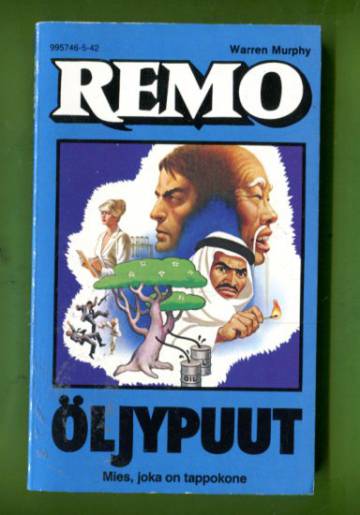 995746-5-42
Warren Murphy
REMO
OIL
ÖLJYPUUT
Mies, joka on tappokone